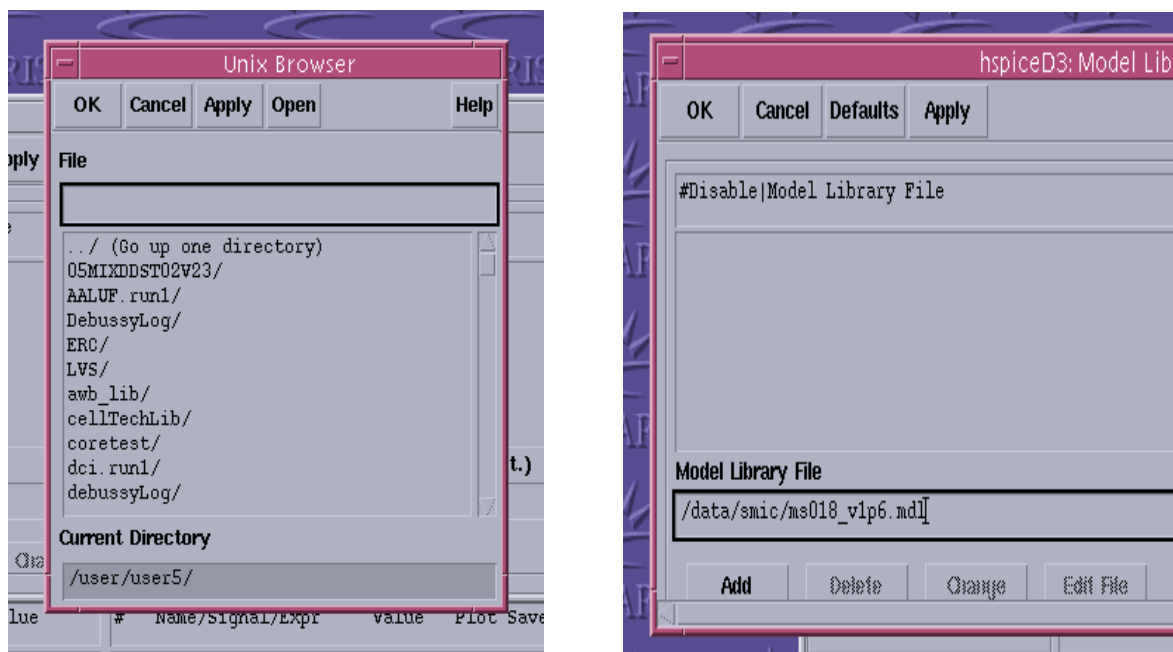 Unix Browser
OK Cancel Apply Open Help
File
../ (Go up one directory)
05MIXDDST02V23/
AALUF.run1/
DebussyLog/
ERC/
LVS/
awb_lib/
cellTechLib/
coretest/
dci.run1/
debussyLog/
Current Directory
/user/user5/
t.)
lue # Name/Signal/Expr Value Plot Save
hspiceD3: Model Lib
OK Cancel Defaults Apply
#Disable|Model Library File
Model Library File
/data/smic/ms018_v1p6.mdl
Add Delete Change Edit File